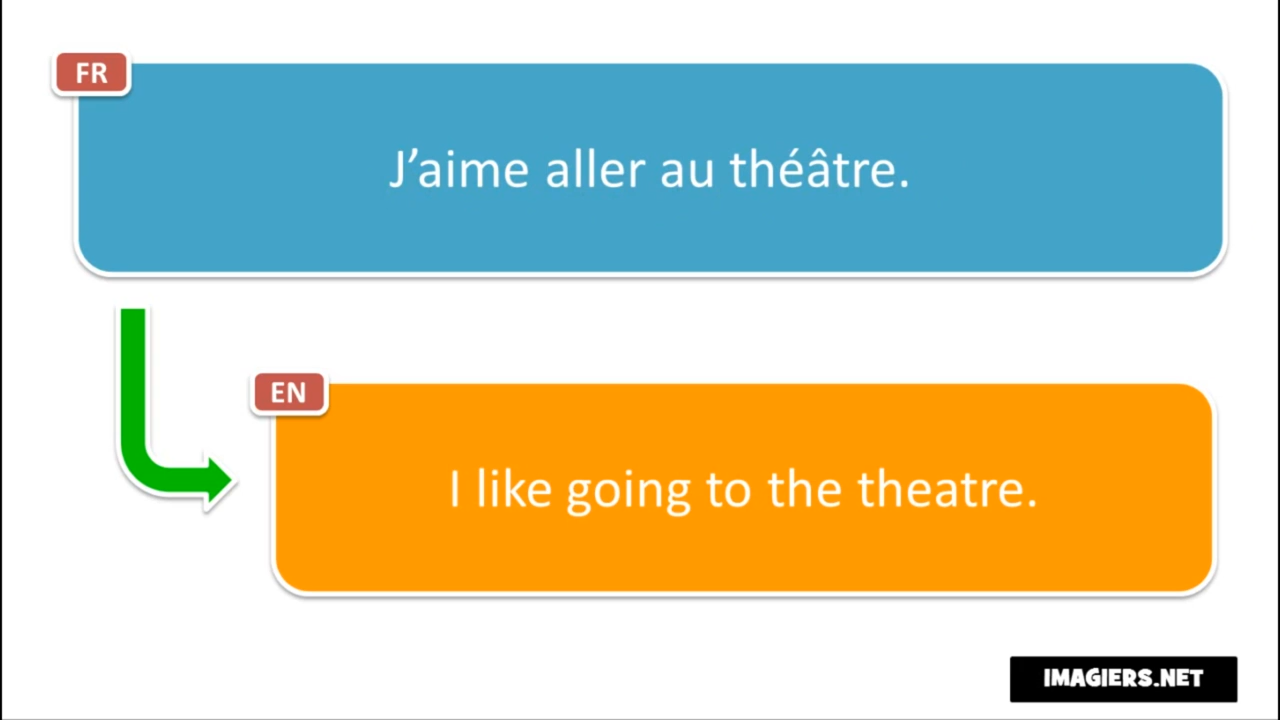 FR
J’aime aller au théâtre.
EN
I like going to the theatre.
IMAGIERS.NET